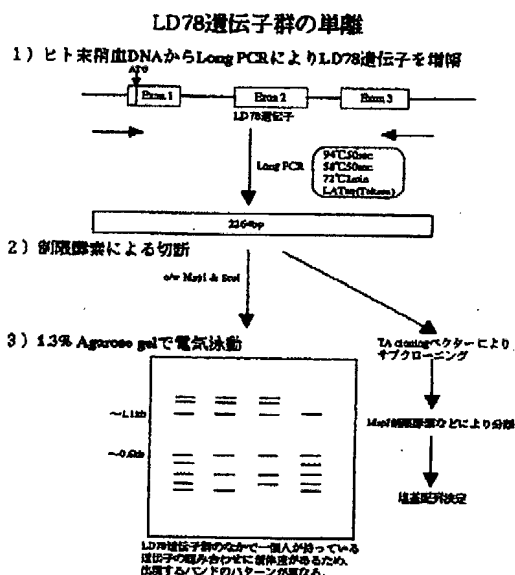 LD78遺伝子群の単離
1）ヒト末梢血DNAからLong PCRによりLD78遺伝子を増幅
ATG
Exon 1
Exon 2
Exon 3
LD78遺伝子
Long PCR
94℃50sec
58℃50sec
72℃2min
LATaq(Takara)
2264bp
2）制限酵素による切断
o/w MspI &
3）1.3% Agarose gelで電気泳動
~1.1kb
~0.6kb
TA cloningベクターにより
サブクローニング
MspI制限酵素などにより分断
塩基配列決定
LD78遺伝子群のなかで一個人が持っている
遺伝子の組み合わせに個体差があるため、
出現するバンドのパターンが異なる。